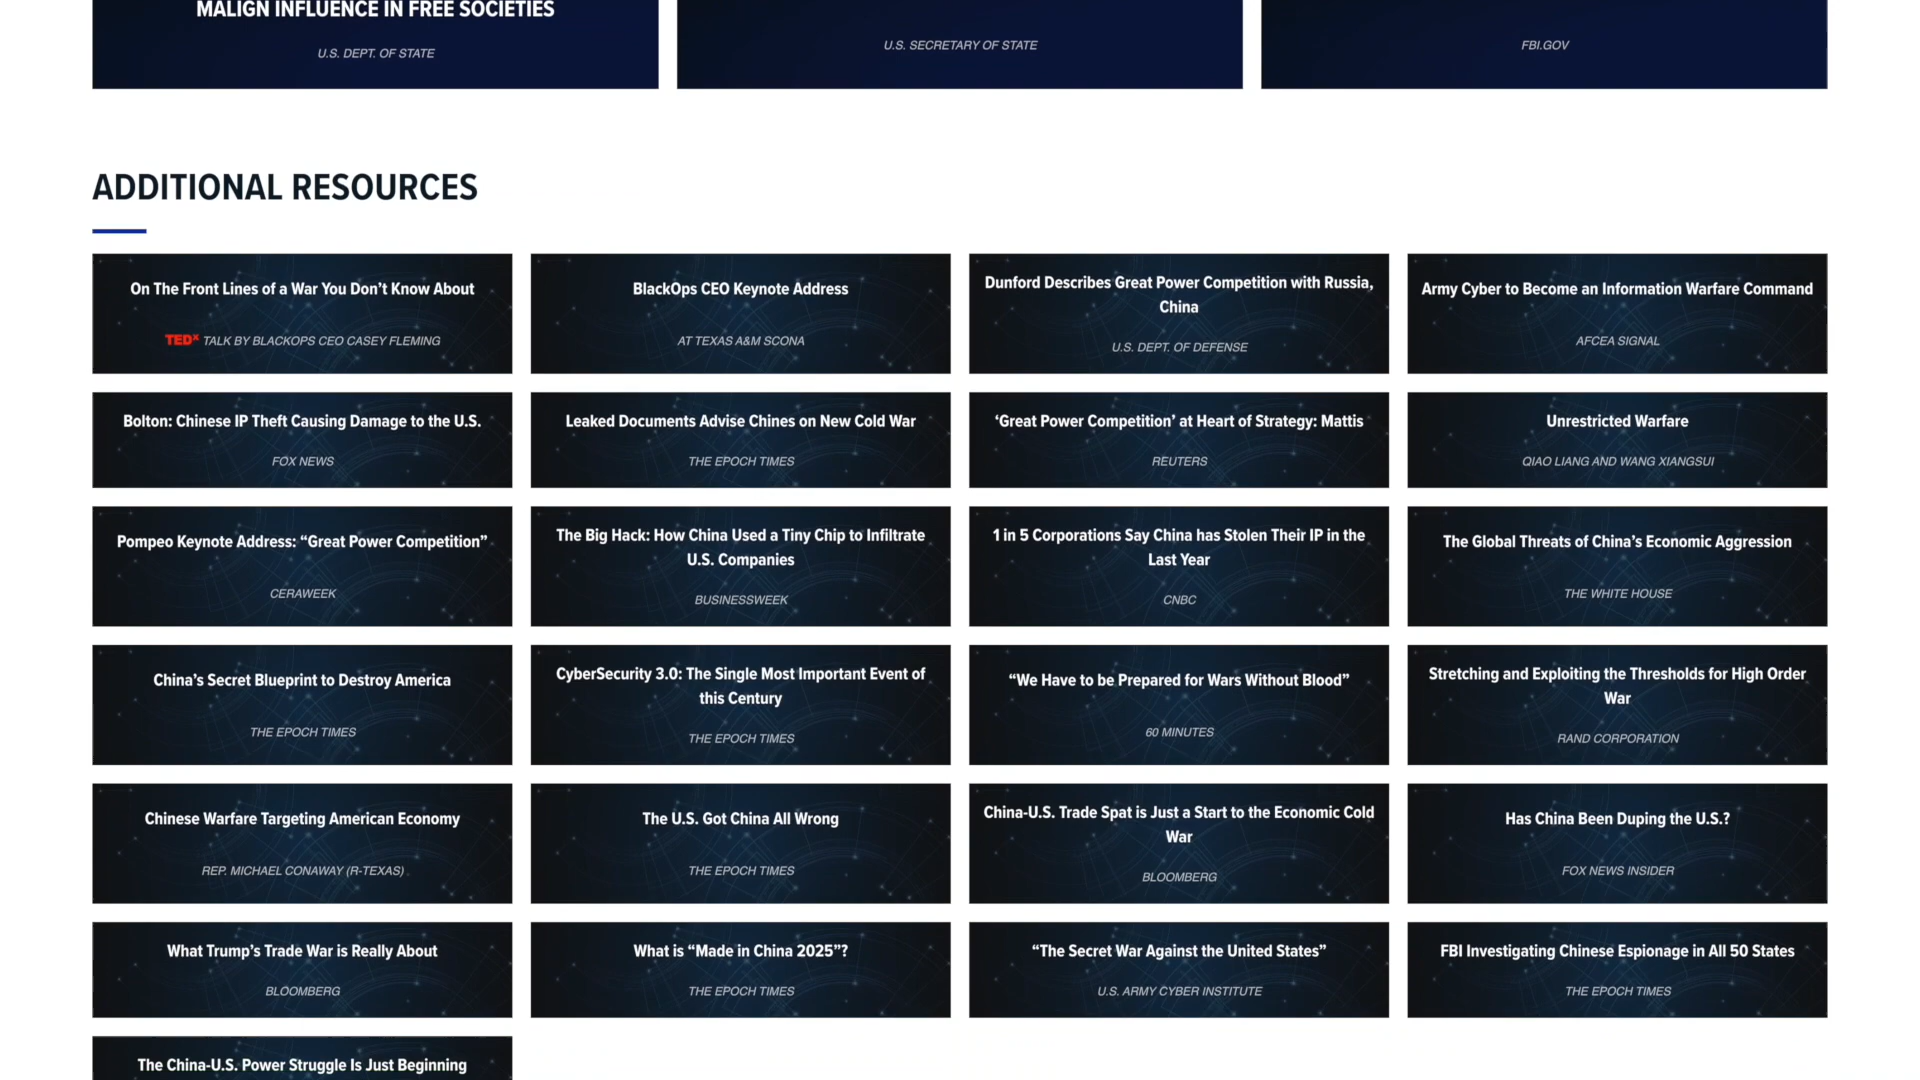 MALIGN INFLUENCE IN FREE SOCIETIES
U.S. DEPT. OF STATE
U.S. SECRETARY OF STATE
FBI.GOV
ADDITIONAL RESOURCES
On The Front Lines of a War You Don’t Know About
TEDx TALK BY BLACKOPS CEO CASEY FLEMING
BlackOps CEO Keynote Address
AT TEXAS A&M SCONA
Dunford Describes Great Power Competition with Russia,
China
U.S. DEPT. OF DEFENSE
Army Cyber to Become an Information Warfare Command
AFCEA SIGNAL
Bolton: Chinese IP Theft Causing Damage to the U.S.
FOX NEWS
Leaked Documents Advise Chines on New Cold War
THE EPOCH TIMES
‘Great Power Competition’ at Heart of Strategy: Mattis
REUTERS
Unrestricted Warfare
QIAO LIANG AND WANG XIANGSUI
Pompeo Keynote Address: “Great Power Competition”
CERAWEEK
The Big Hack: How China Used a Tiny Chip to Infiltrate
U.S. Companies
BUSINESSWEEK
1 in 5 Corporations Say China has Stolen Their IP in the
Last Year
CNBC
The Global Threats of China’s Economic Aggression
THE WHITE HOUSE
China’s Secret Blueprint to Destroy America
THE EPOCH TIMES
CyberSecurity 3.0: The Single Most Important Event of
this Century
THE EPOCH TIMES
“We Have to be Prepared for Wars Without Blood”
60 MINUTES
Stretching and Exploiting the Thresholds for High Order
War
RAND CORPORATION
Chinese Warfare Targeting American Economy
REP. MICHAEL CONAWAY (R-TEXAS)
The U.S. Got China All Wrong
THE EPOCH TIMES
China-U.S. Trade Spat is Just a Start to the Economic Cold
War
BLOOMBERG
Has China Been Duping the U.S.?
FOX NEWS INSIDER
What Trump’s Trade War is Really About
BLOOMBERG
What is “Made in China 2025”?
THE EPOCH TIMES
“The Secret War Against the United States”
U.S. ARMY CYBER INSTITUTE
FBI Investigating Chinese Espionage in All 50 States
THE EPOCH TIMES
The China-U.S. Power Struggle Is Just Beginning